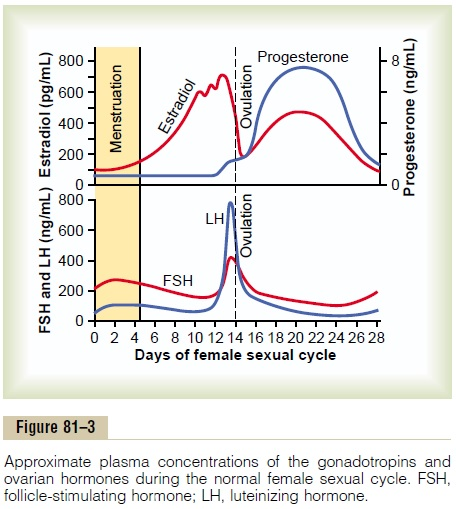 800
600
400
200
0
Estradiol (pg/mL)
Menstruation
Estradiol
Ovulation
Progesterone
8
0
Progesterone (ng/mL)
800
600
400
200
0
FSH and LH (ng/mL)
LH
FSH
Ovulation
0 2 4 6 8 10 12 14 16 18 20 22 24 26 28
Days of female sexual cycle
Figure 81–3
Approximate plasma concentrations of the gonadotropins and
ovarian hormones during the normal female sexual cycle. FSH,
follicle-stimulating hormone; LH, luteinizing hormone.